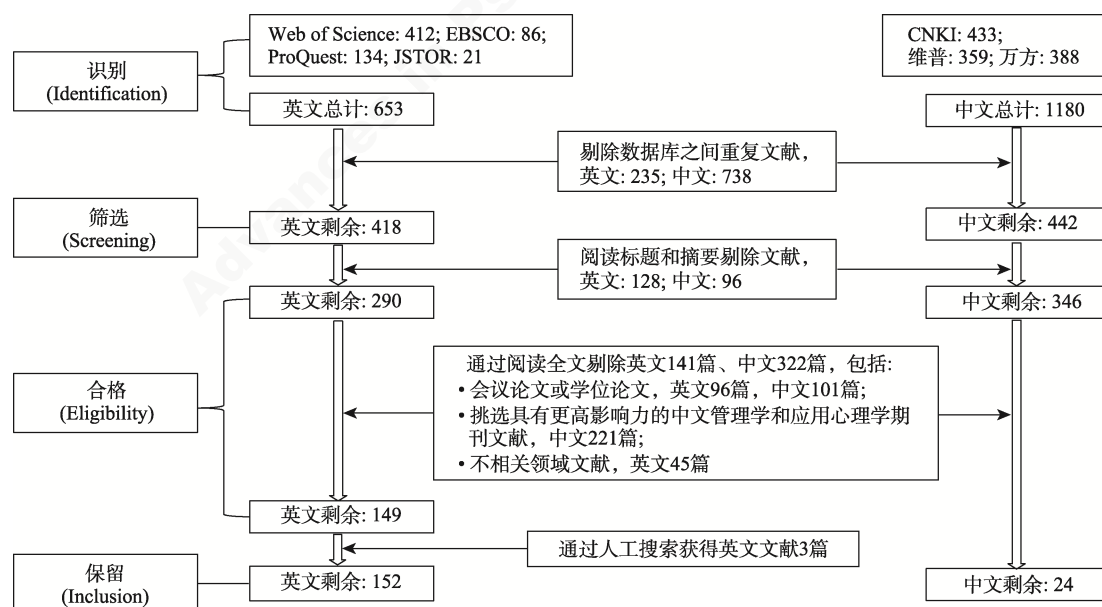 识别
(Identification)
Web of Science: 412; EBSCO: 86;
ProQuest: 134; JSTOR: 21
CNKI: 433;
维普: 359; 万方: 388
英文总计: 653
中文总计: 1180
剔除数据库之间重复文献,
英文: 235; 中文: 738
筛选
(Screening)
英文剩余: 418
中文剩余: 442
阅读标题和摘要剔除文献,
英文: 128; 中文: 96
英文剩余: 290
中文剩余: 346
合格
(Eligibility)
通过阅读全文剔除英文141篇、中文322篇, 包括:
• 会议论文或学位论文, 英文96篇, 中文101篇;
• 挑选具有更高影响力的中文管理学和应用心理学期
刊文献, 中文221篇;
• 不相关领域文献, 英文45篇
英文剩余: 149
通过人工搜索获得英文文献3篇
保留
(Inclusion)
英文剩余: 152
中文剩余: 24
Advances in